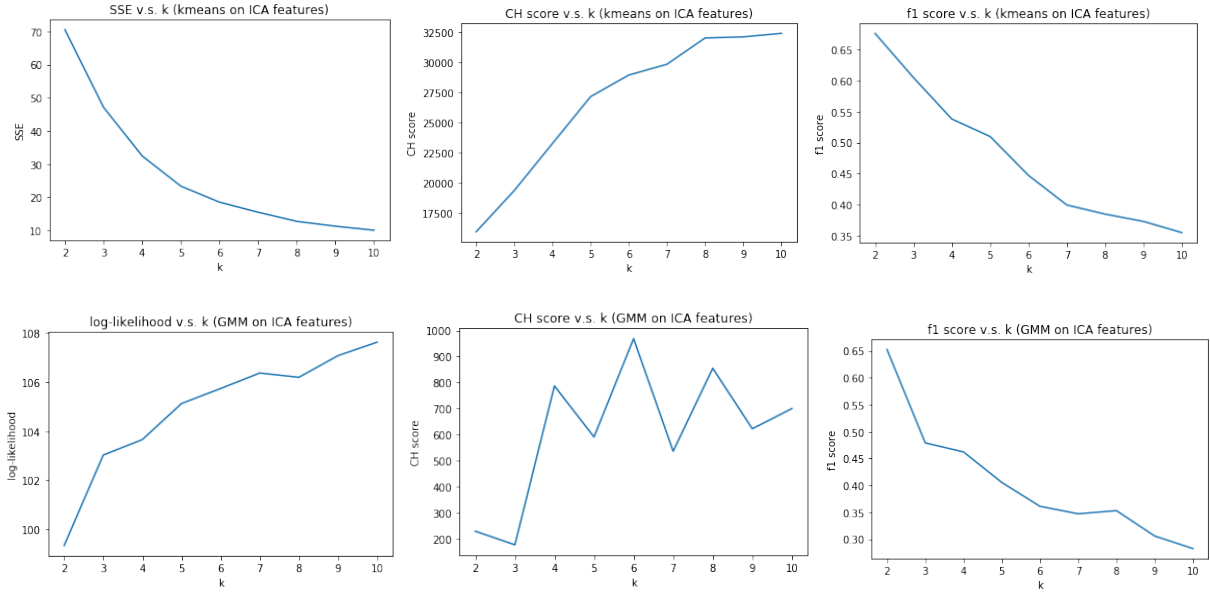 SSE v.s. k (kmeans on ICA features)
70
60
50
40
30
20
10
SSE
2 3 4 5 6 7 8 9 10
k
CH score v.s. k (kmeans on ICA features)
32500
30000
27500
25000
22500
20000
17500
CH score
2 3 4 5 6 7 8 9 10
k
f1 score v.s. k (kmeans on ICA features)
0.65
0.60
0.55
0.50
0.45
0.40
0.35
f1 score
2 3 4 5 6 7 8 9 10
k
log-likelihood v.s. k (GMM on ICA features)
108
106
104
102
100
log-likelihood
2 3 4 5 6 7 8 9 10
k
CH score v.s. k (GMM on ICA features)
1000
900
800
700
600
500
400
300
200
CH score
2 3 4 5 6 7 8 9 10
k
f1 score v.s. k (GMM on ICA features)
0.65
0.60
0.55
0.50
0.45
0.40
0.35
0.30
f1 score
2 3 4 5 6 7 8 9 10
k